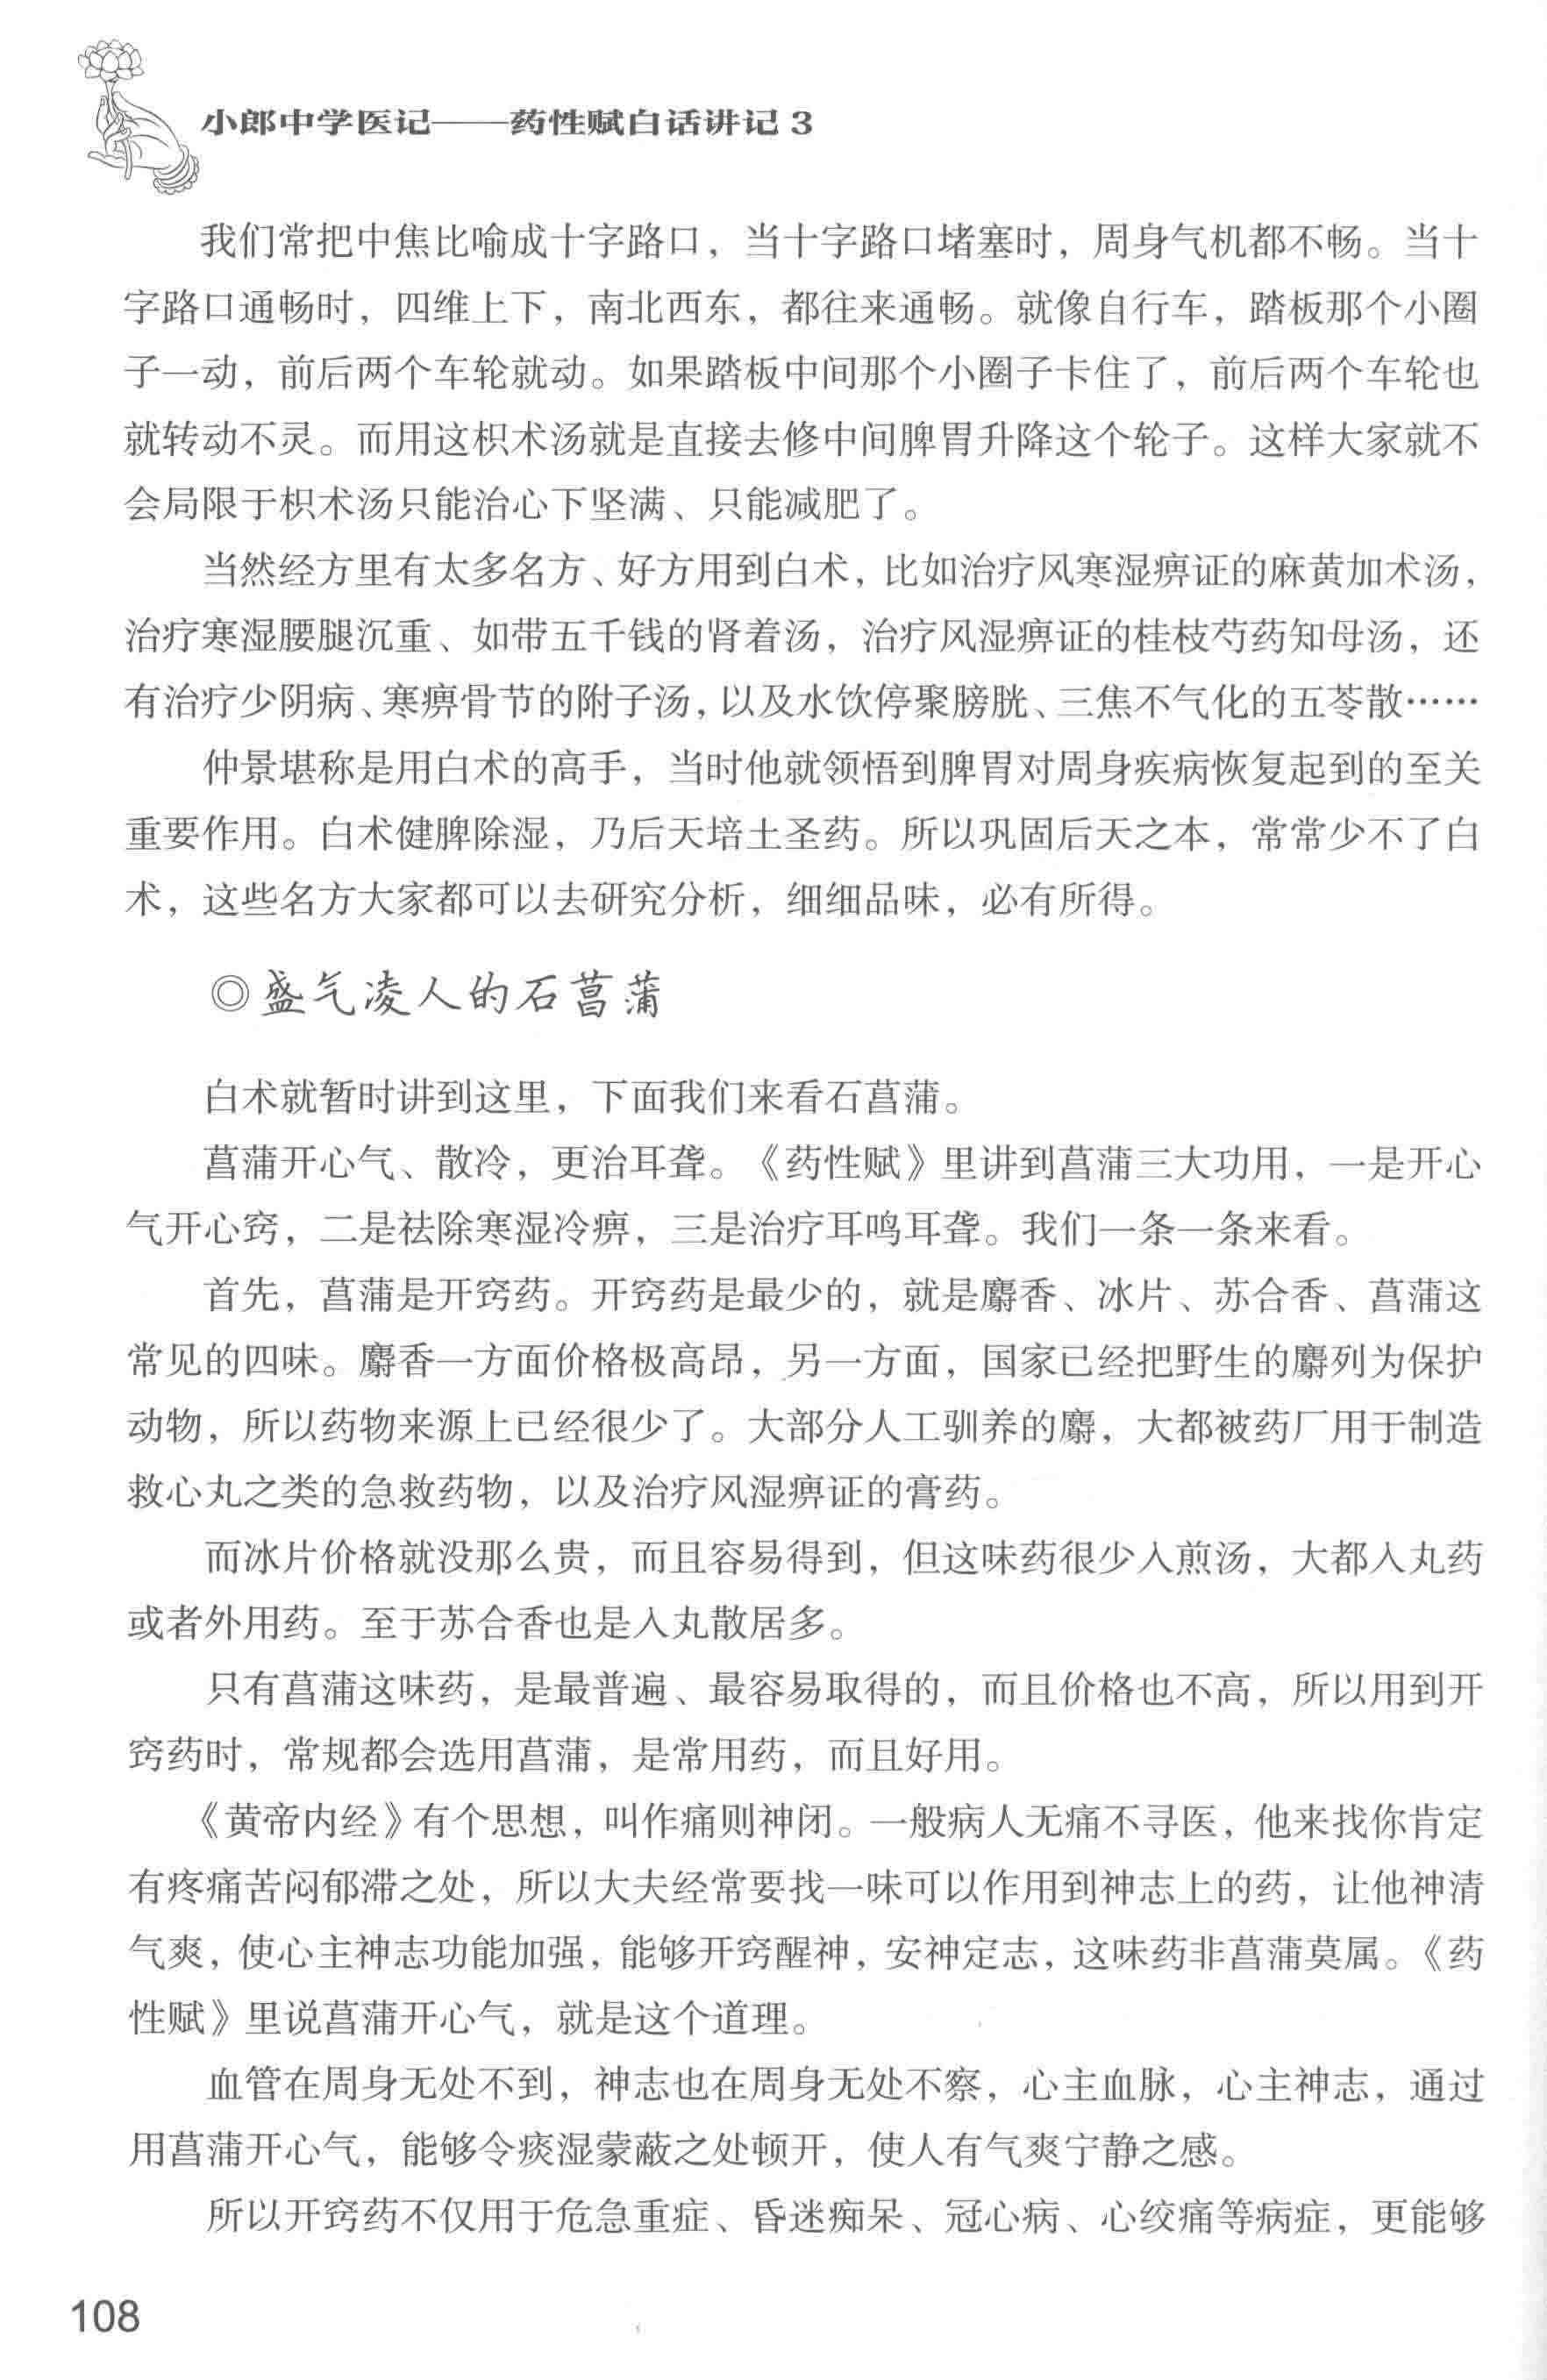 小郎中学医记——药性赋白话讲记 3
我们常把中焦比喻成十字路口，当十字路口堵塞时，周身气机都不畅。当十
字路口通畅时，四维上下，南北西东，都往来通畅。就像自行车，踏板那个小圈
子一动，前后两个车轮就动。如果踏板中间那个小圈子卡住了，前后两个车轮也
就转动不灵。而用这枳术汤就是直接去修中间脾胃升降这个轮子。这样大家就不
会局限于枳术汤只能治心下坚满、只能减肥了。
当然经方里有太多名方、好方用到白术，比如治疗风寒湿痹证的麻黄加术汤，
治疗寒湿腰腿沉重、如带五千钱的肾着汤，治疗风湿痹证的桂枝芍药知母汤，还
有治疗少阴病、寒痹骨节的附子汤，以及水饮停聚膀胱、三焦不气化的五苓散……
仲景堪称是用白术的高手，当时他就领悟到脾胃对周身疾病恢复起到的至关
重要作用。白术健脾除湿，乃后天培土圣药。所以巩固后天之本，常常少不了白
术，这些名方大家都可以去研究分析，细细品味，必有所得。
◎盛气凌人的石菖蒲
白术就暂时讲到这里，下面我们来看石菖蒲。
菖蒲开心气、散冷，更治耳聋。《药性赋》里讲到菖蒲三大功用，一是开心
气开心窍，二是祛除寒湿冷痹，三是治疗耳鸣耳聋。我们一条一条来看。
首先，菖蒲是开窍药。开窍药是最少的，就是麝香、冰片、苏合香、菖蒲这
常见的四味。麝香一方面价格极高昂，另一方面，国家已经把野生的麝列为保护
动物，所以药物来源上已经很少了。大部分人工驯养的麝，大都被药厂用于制造
救心丸之类的急救药物，以及治疗风湿痹证的膏药。
而冰片价格就没那么贵，而且容易得到，但这味药很少入煎汤，大都入丸药
或者外用药。至于苏合香也是入丸散居多。
只有菖蒲这味药，是最普遍、最容易取得的，而且价格也不高，所以用到开
窍药时，常规都会选用菖蒲，是常用药，而且好用。
《黄帝内经》有个思想，叫作痛则神闭。一般病人无痛不寻医，他来找你肯定
有疼痛苦闷郁滞之处，所以大夫经常要找一味可以作用到神志上的药，让他神清
气爽，使心主神志功能加强，能够开窍醒神，安神定志，这味药非菖蒲莫属。《药
性赋》里说菖蒲开心气，就是这个道理。
血管在周身无处不到，神志也在周身无处不察，心主血脉，心主神志，通过
用菖蒲开心气，能够令痰湿蒙蔽之处顿开，使人有气爽宁静之感。
所以开窍药不仅用于危急重症、昏迷痴呆、冠心病、心绞痛等病症，更能够
108